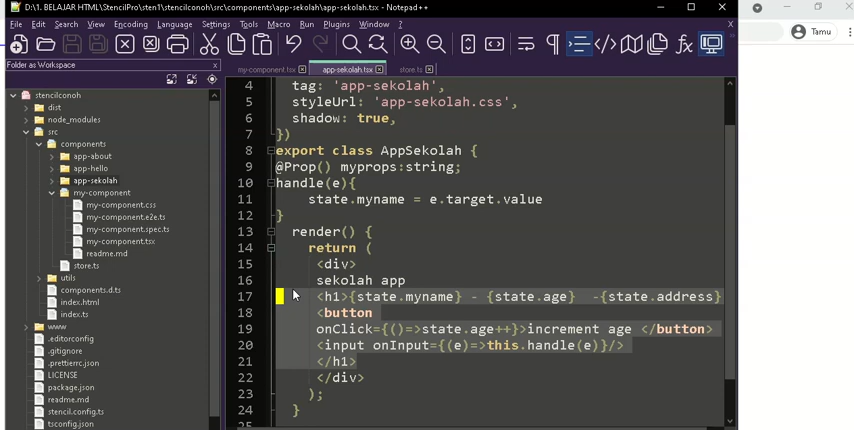 D:\1. BELAJAR HTML\StencilPro\sten1\stencilconoh\src\components\app-sekolah\app-sekolah.tsx - Notepad++
File Edit Search View Encoding Language Settings Tools Macro Run Plugins Window ? X
Tamu
Folder as Workspace x
my-component.tsx app-sekolah.tsx store.ts
stencilconoh
dist
node_modules
src
components
app-about
app-hello
app-sekolah
my-component
my-component.css
my-component.e2e.ts
my-component.spec.ts
my-component.tsx
readme.md
store.ts
utils
components.d.ts
index.html
index.ts
www
.editorconfig
.gitignore
.prettierrc.json
LICENSE
package.json
readme.md
stencil.config.ts
tsconfig.json
4 tag: 'app-sekolah',
5 styleUrl: 'app-sekolah.css',
6 shadow: true,
7 })
8 export class AppSekolah {
9 @Prop() myprops:string;
10 handle(e){
11 state.myname = e.target.value
12 }
13 render() {
14 return (
15 <div>
16 sekolah app
17 <h1>{state.myname} - {state.age} -{state.address}
18 <button
19 onClick={()=>state.age++}>increment age </button>
20 <input onInput={(e)=>this.handle(e)}/>
21 </h1>
22 </div>
23 );
24 }
25